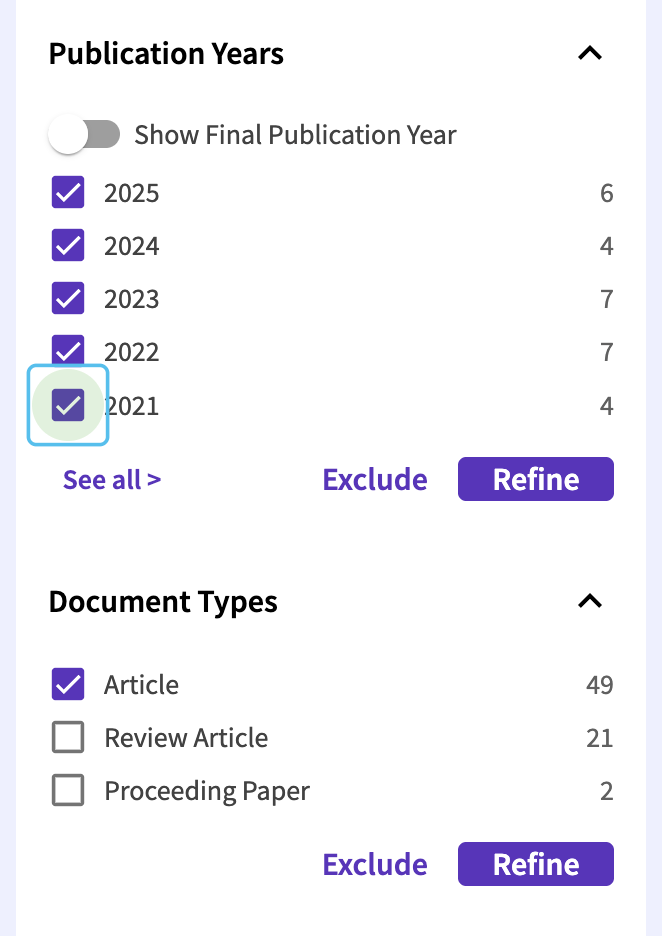 Publication Years
Show Final Publication Year
2025 6
2024 4
2023 7
2022 7
2021 4
See all > Exclude Refine
Document Types
Article 49
Review Article 21
Proceeding Paper 2
Exclude Refine